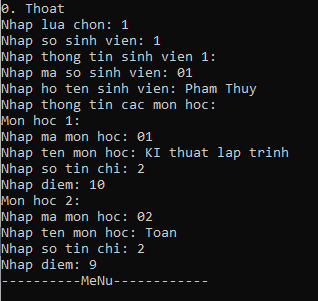 0. Thoat
Nhap lua chon: 1
Nhap so sinh vien: 1
Nhap thong tin sinh vien 1:
Nhap ma so sinh vien: 01
Nhap ho ten sinh vien: Pham Thuy
Nhap thong tin cac mon hoc:
Mon hoc 1:
Nhap ma mon hoc: 01
Nhap ten mon hoc: KI thuat lap trinh
Nhap so tin chi: 2
Nhap diem: 10
Mon hoc 2:
Nhap ma mon hoc: 02
Nhap ten mon hoc: Toan
Nhap so tin chi: 2
Nhap diem: 9
----------MeNu------------